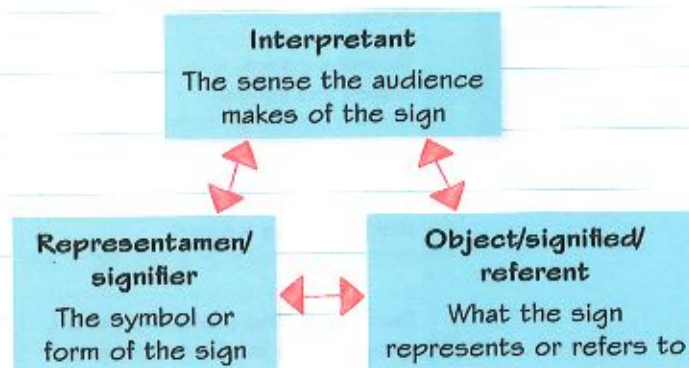 Interpretant
The sense the audience
makes of the sign
Representamen/
signifier
The symbol or
form of the sign
Object/signified/
referent
What the sign
represents or refers to